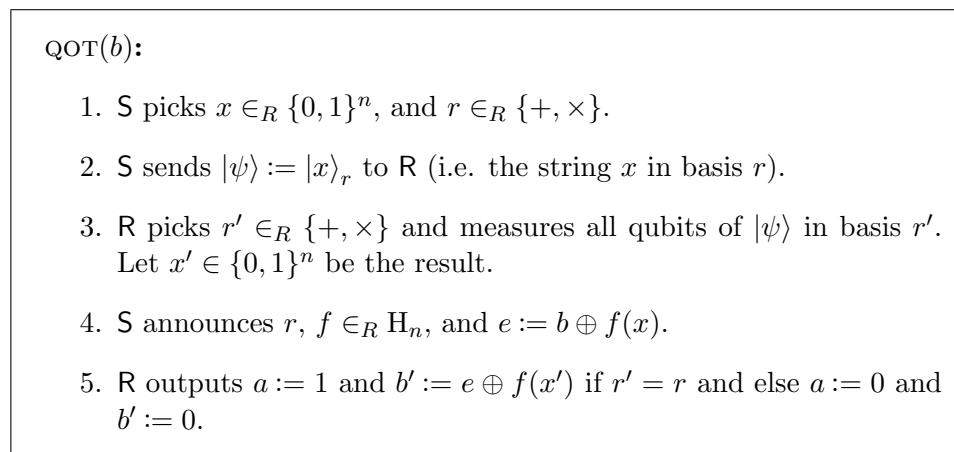 QOT(b):
1. S picks x ∈_R {0, 1}^n, and r ∈_R {+, ×}.
2. S sends |ψ⟩ := |x⟩_r to R (i.e. the string x in basis r).
3. R picks r′ ∈_R {+, ×} and measures all qubits of |ψ⟩ in basis r′.
Let x′ ∈ {0, 1}^n be the result.
4. S announces r, f ∈_R H_n, and e := b ⊕ f(x).
5. R outputs a := 1 and b′ := e ⊕ f(x′) if r′ = r and else a := 0 and
b′ := 0.